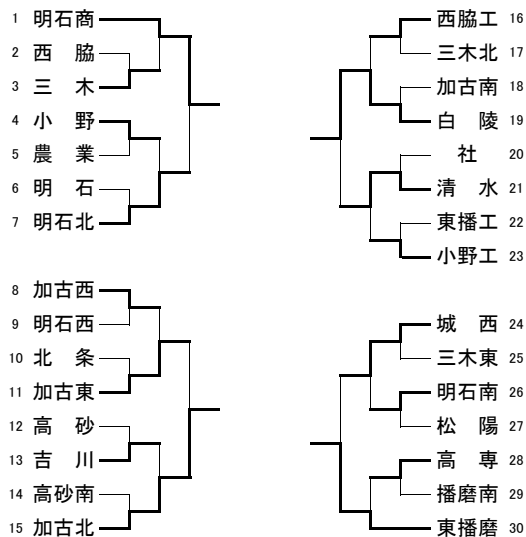 1 明石商
2 西 脇
3 三 木
4 小 野
5 農 業
6 明 石
7 明石北
8 加古西
9 明石西
10 北 条
11 加古東
12 高 砂
13 吉 川
14 高砂南
15 加古北
西脇工 16
三木北 17
加古南 18
白 陵 19
社 20
清 水 21
東播工 22
小野工 23
城 西 24
三木東 25
明石南 26
松 陽 27
高 専 28
播磨南 29
東播磨 30